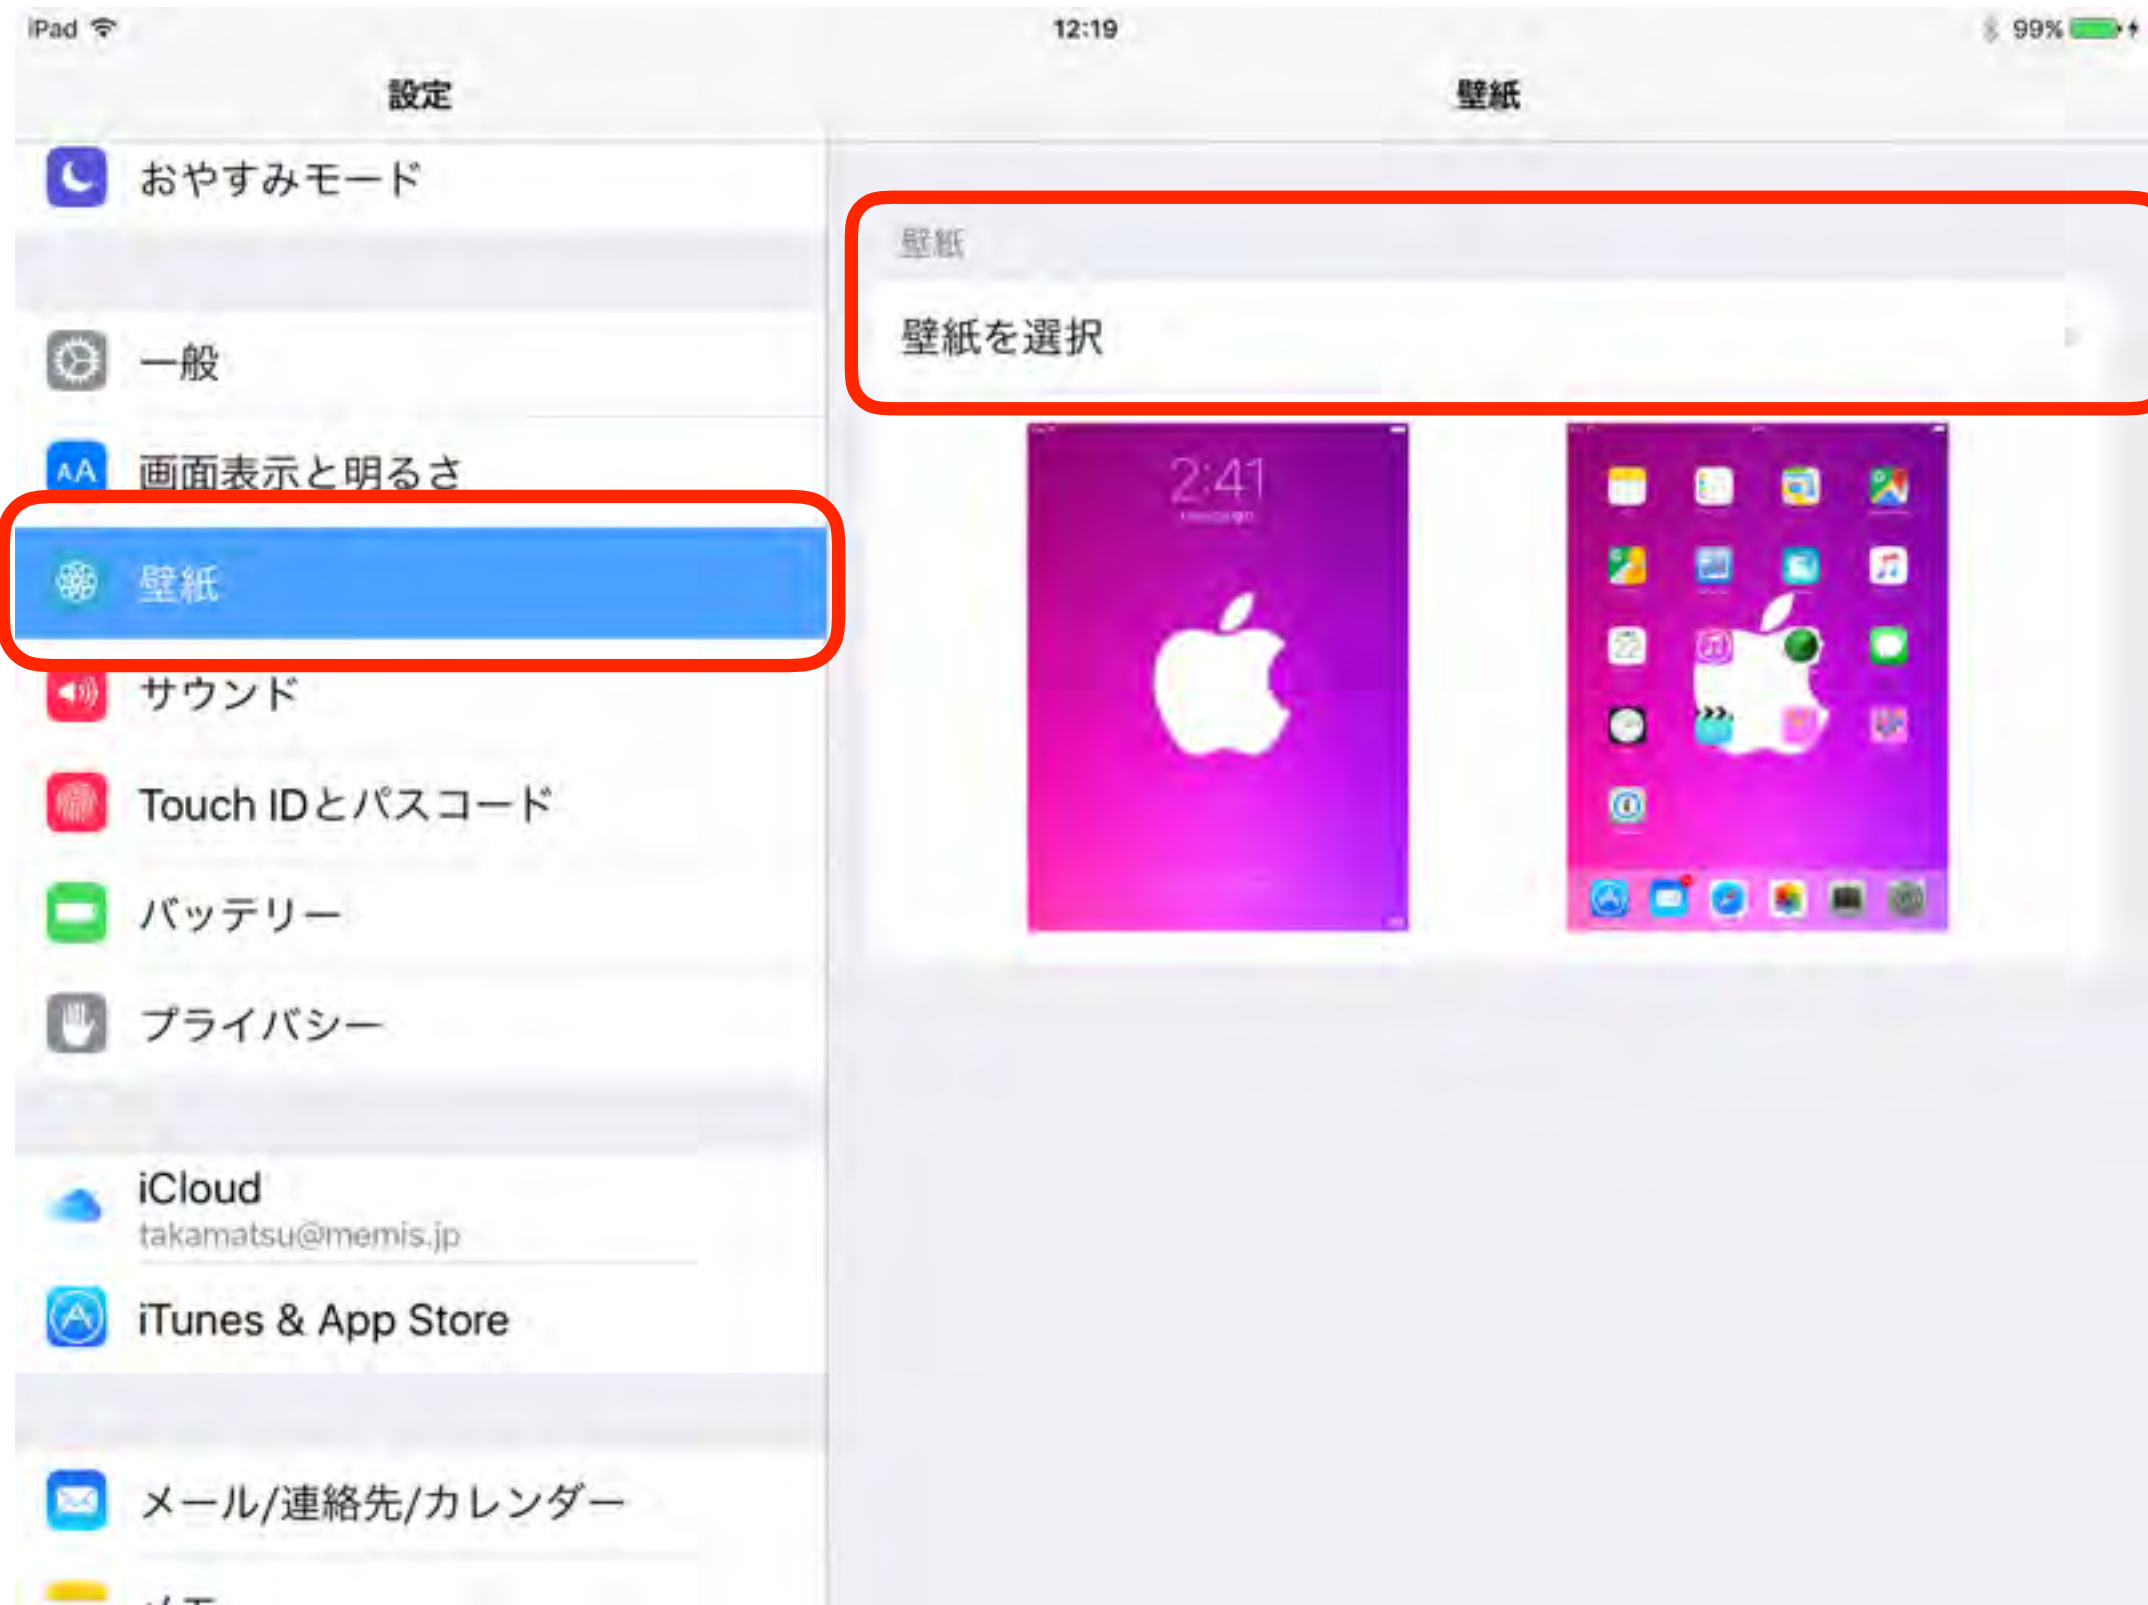 iPad
12:19
99%
設定
壁紙
おやすみモード
一般
画面表示と明るさ
壁紙
サウンド
Touch IDとパスコード
バッテリー
プライバシー
iCloud
takamatsu@memis.jp
iTunes & App Store
メール/連絡先/カレンダー
壁紙
壁紙を選択
2:41
22